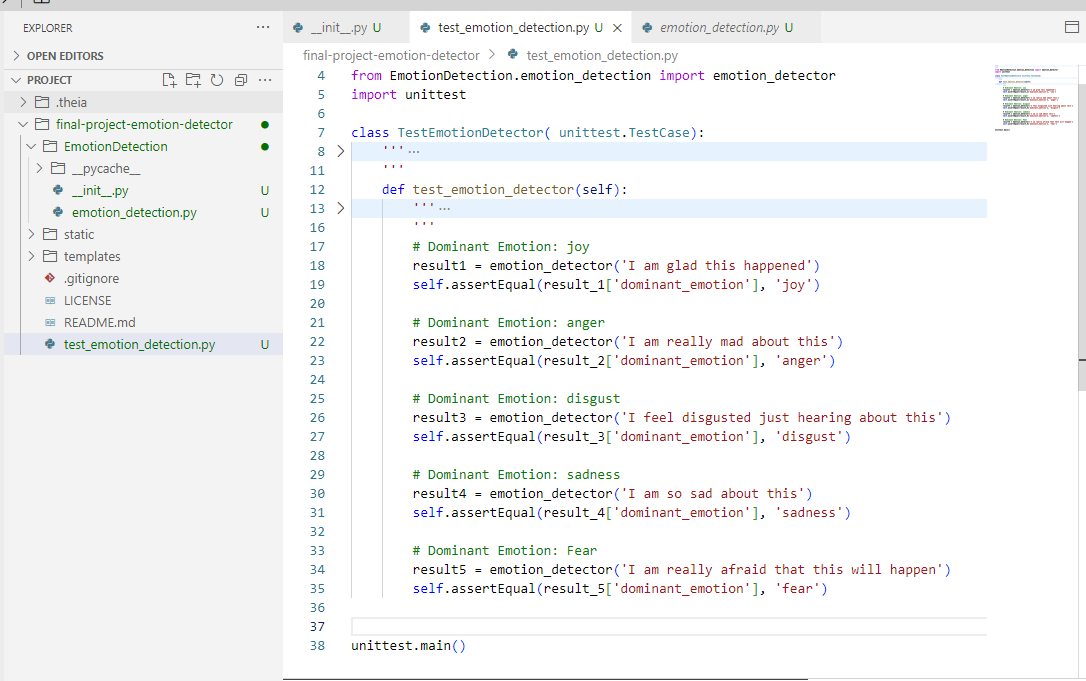 EXPLORER
OPEN EDITORS
PROJECT
.theia
final-project-emotion-detector
EmotionDetection
__pycache__
__init__.py U
emotion_detection.py U
static
templates
.gitignore
LICENSE
README.md
test_emotion_detection.py U
__init__.py U
test_emotion_detection.py U
emotion_detection.py U
final-project-emotion-detector > test_emotion_detection.py
4 from EmotionDetection.emotion_detection import emotion_detector
5 import unittest
6
7 class TestEmotionDetector( unittest.TestCase):
8 '''...
11 '''
12 def test_emotion_detector(self):
13 '''...
16 '''
17 # Dominant Emotion: joy
18 result1 = emotion_detector('I am glad this happened')
19 self.assertEqual(result_1['dominant_emotion'], 'joy')
20
21 # Dominant Emotion: anger
22 result2 = emotion_detector('I am really mad about this')
23 self.assertEqual(result_2['dominant_emotion'], 'anger')
24
25 # Dominant Emotion: disgust
26 result3 = emotion_detector('I feel disgusted just hearing about this')
27 self.assertEqual(result_3['dominant_emotion'], 'disgust')
28
29 # Dominant Emotion: sadness
30 result4 = emotion_detector('I am so sad about this')
31 self.assertEqual(result_4['dominant_emotion'], 'sadness')
32
33 # Dominant Emotion: Fear
34 result5 = emotion_detector('I am really afraid that this will happen')
35 self.assertEqual(result_5['dominant_emotion'], 'fear')
36
37
38 unittest.main()